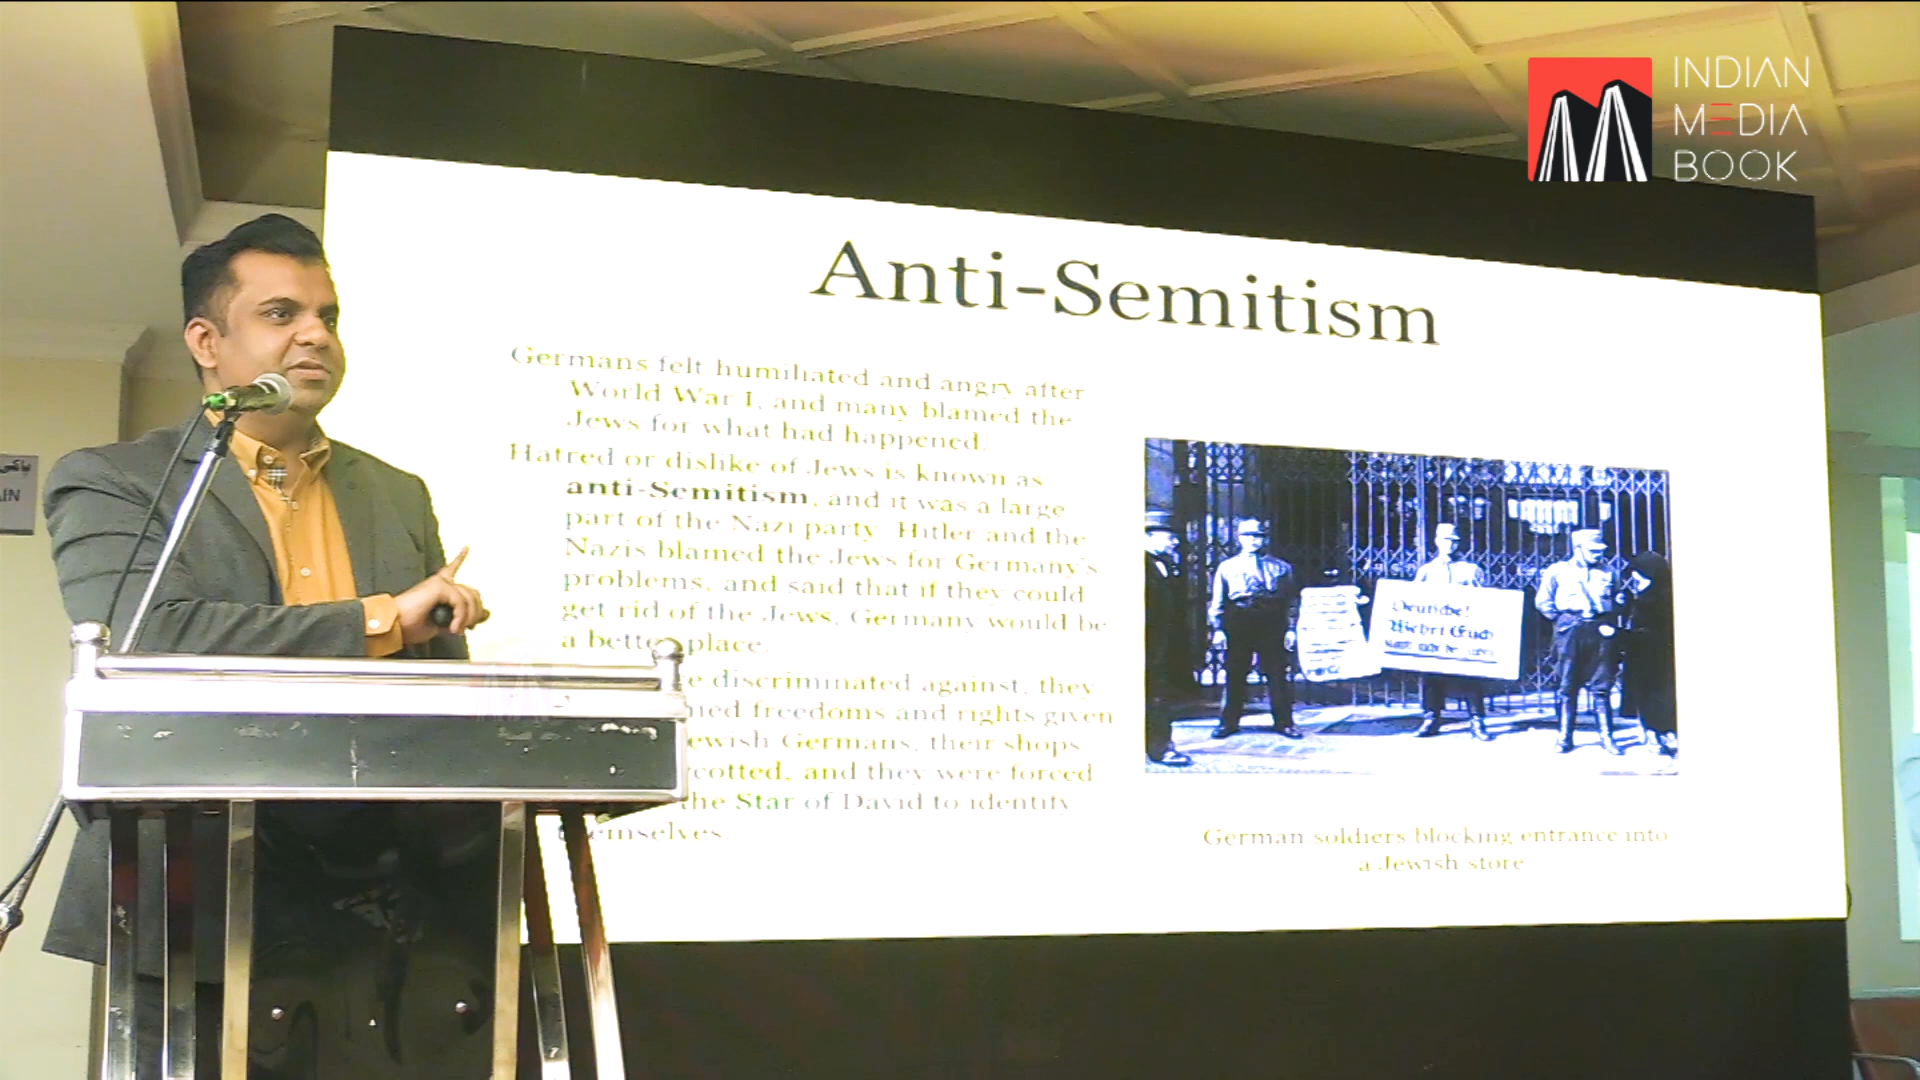 INDIAN
MEDIA
BOOK
Anti-Semitism
Germans felt humiliated and angry after
World War I, and many blamed the
Jews for what had happened.
Hatred or dislike of Jews is known as
anti-Semitism, and it was a large
part of the Nazi party. Hitler and the
Nazis blamed the Jews for Germany's
problems, and said that if they could
get rid of the Jews, Germany would be
a better place.
discriminated against, they
freedoms and rights given
Germans, their shops
and they were forced
the Star of David to identify
themselves
Deutsche!
Wehrt Euch
German soldiers blocking entrance into
a Jewish store